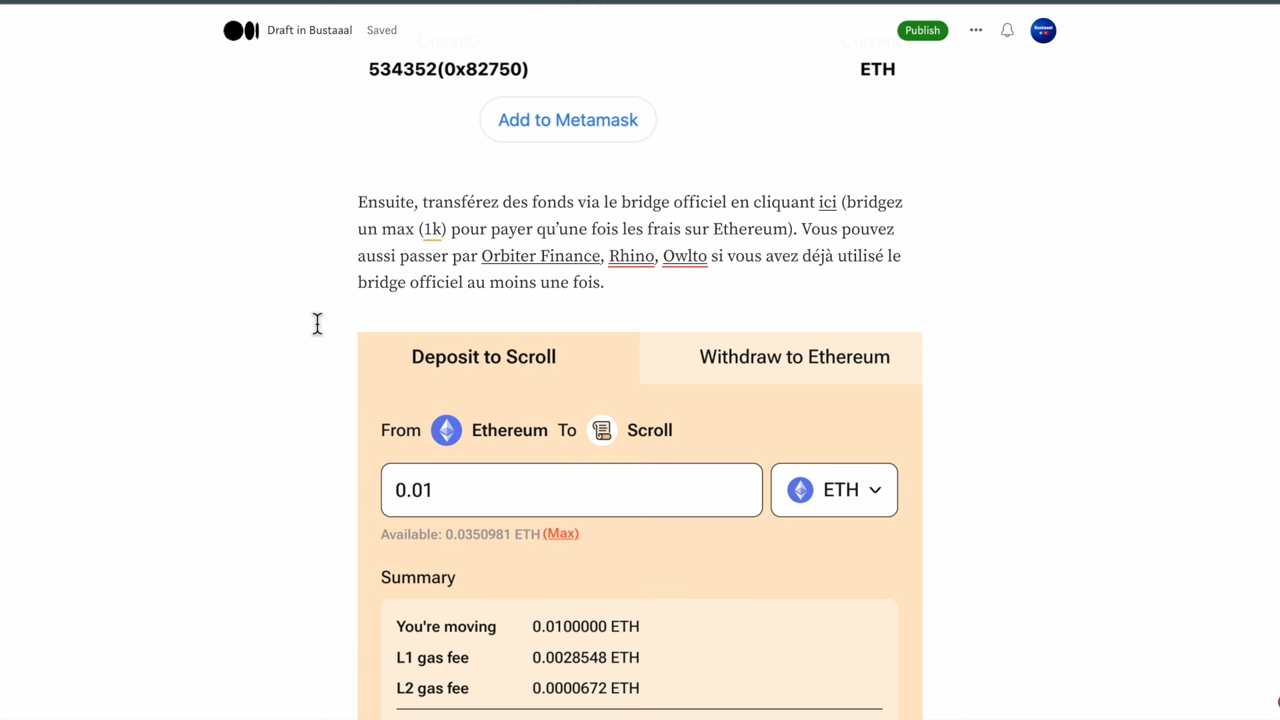 Draft in Bustaaal Saved Publish
ChainID Currency
534352(0x82750) ETH
Add to Metamask
Ensuite, transférez des fonds via le bridge officiel en cliquant ici (bridgez
un max (1k) pour payer qu’une fois les frais sur Ethereum). Vous pouvez
aussi passer par Orbiter Finance, Rhino, Owlto si vous avez déjà utilisé le
bridge officiel au moins une fois.
Deposit to Scroll Withdraw to Ethereum
From Ethereum To Scroll
0.01 ETH
Available: 0.0350981 ETH (Max)
Summary
You're moving 0.0100000 ETH
L1 gas fee 0.0028548 ETH
L2 gas fee 0.0000672 ETH